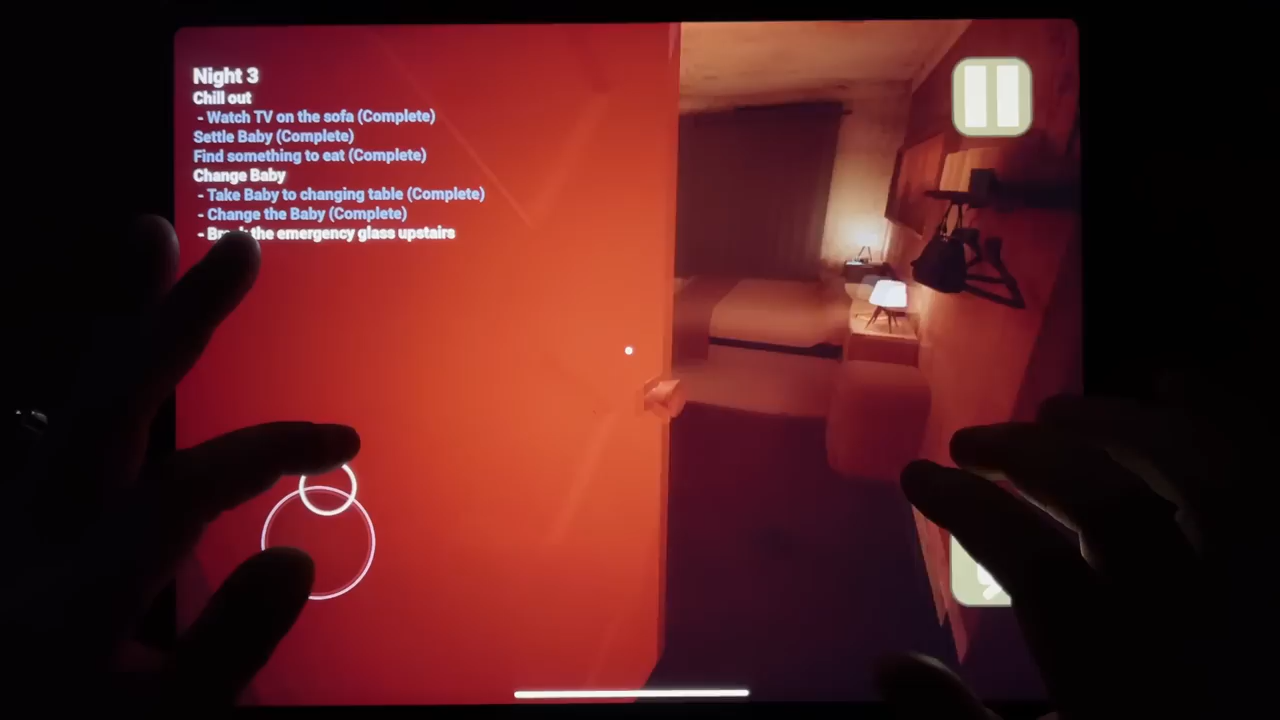 Night 3
Chill out
- Watch TV on the sofa (Complete)
Settle Baby (Complete)
Find something to eat (Complete)
Change Baby
- Take Baby to changing table (Complete)
- Change the Baby (Complete)
- the emergency glass upstairs